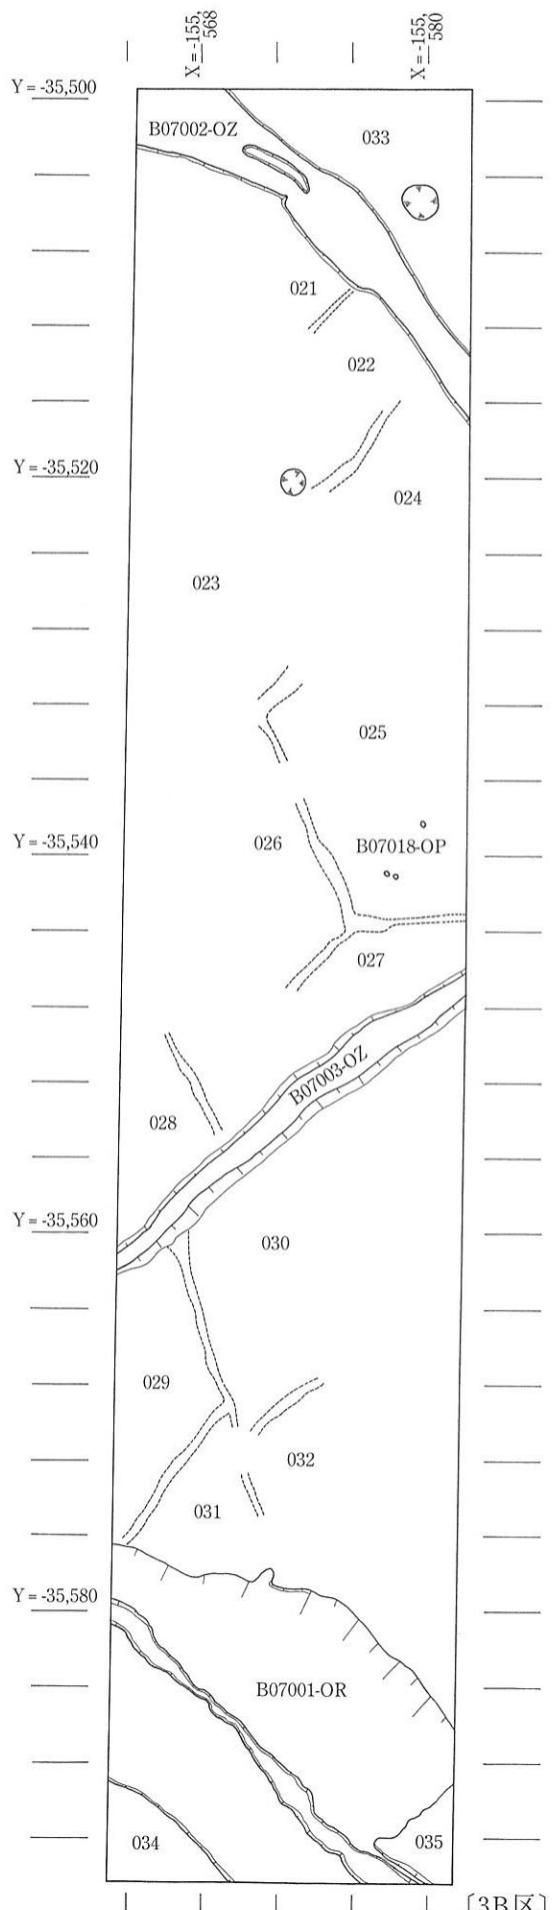 X = -155,
568
X = -155,
580
Y = -35,500
B07002-OZ
033
021
022
Y = -35,520
024
023
025
Y = -35,540
026
B07018-OP
027
B07003-OZ
028
Y = -35,560
030
029
032
031
Y = -35,580
B07001-OR
034
035
〔3B区〕